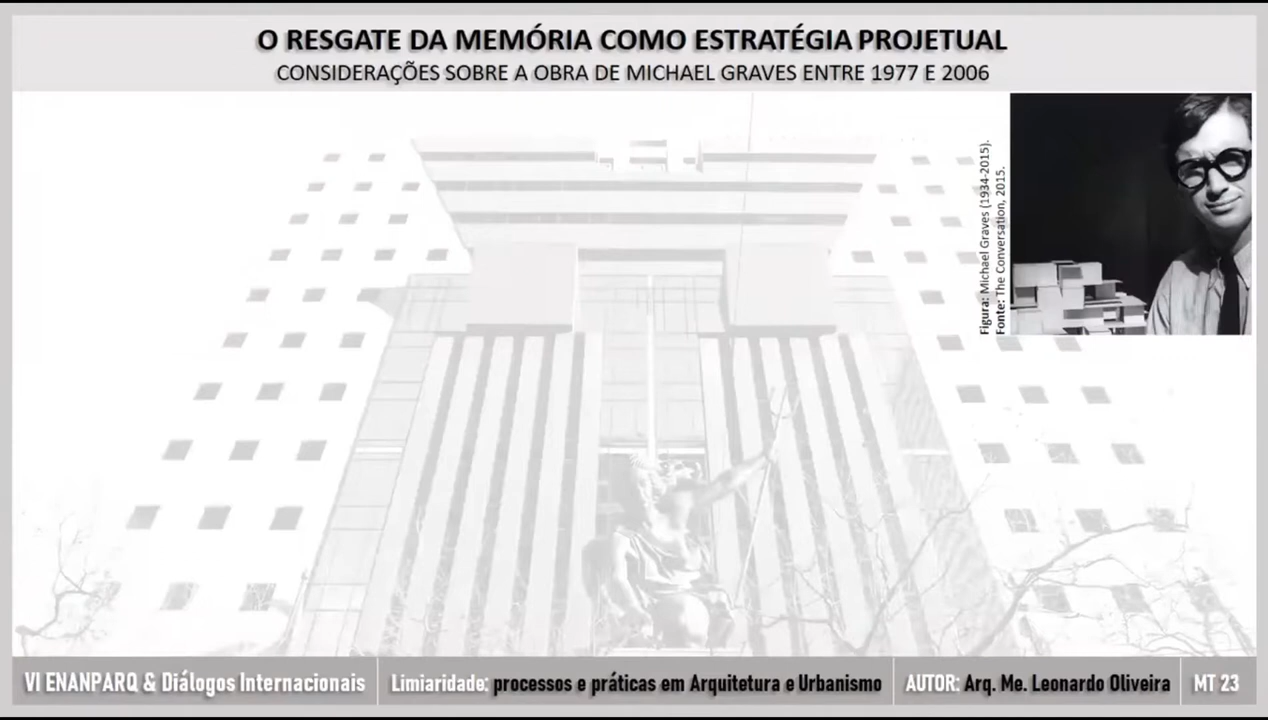 O RESGATE DA MEMÓRIA COMO ESTRATÉGIA PROJETUAL
CONSIDERAÇÕES SOBRE A OBRA DE MICHAEL GRAVES ENTRE 1977 E 2006
Figura: Michael Graves (1934-2015).
Fonte: The Conversation, 2015.
VI ENANPARQ & Diálogos Internacionais
Limiaridade: processos e práticas em Arquitetura e Urbanismo
AUTOR: Arq. Me. Leonardo Oliveira
MT 23